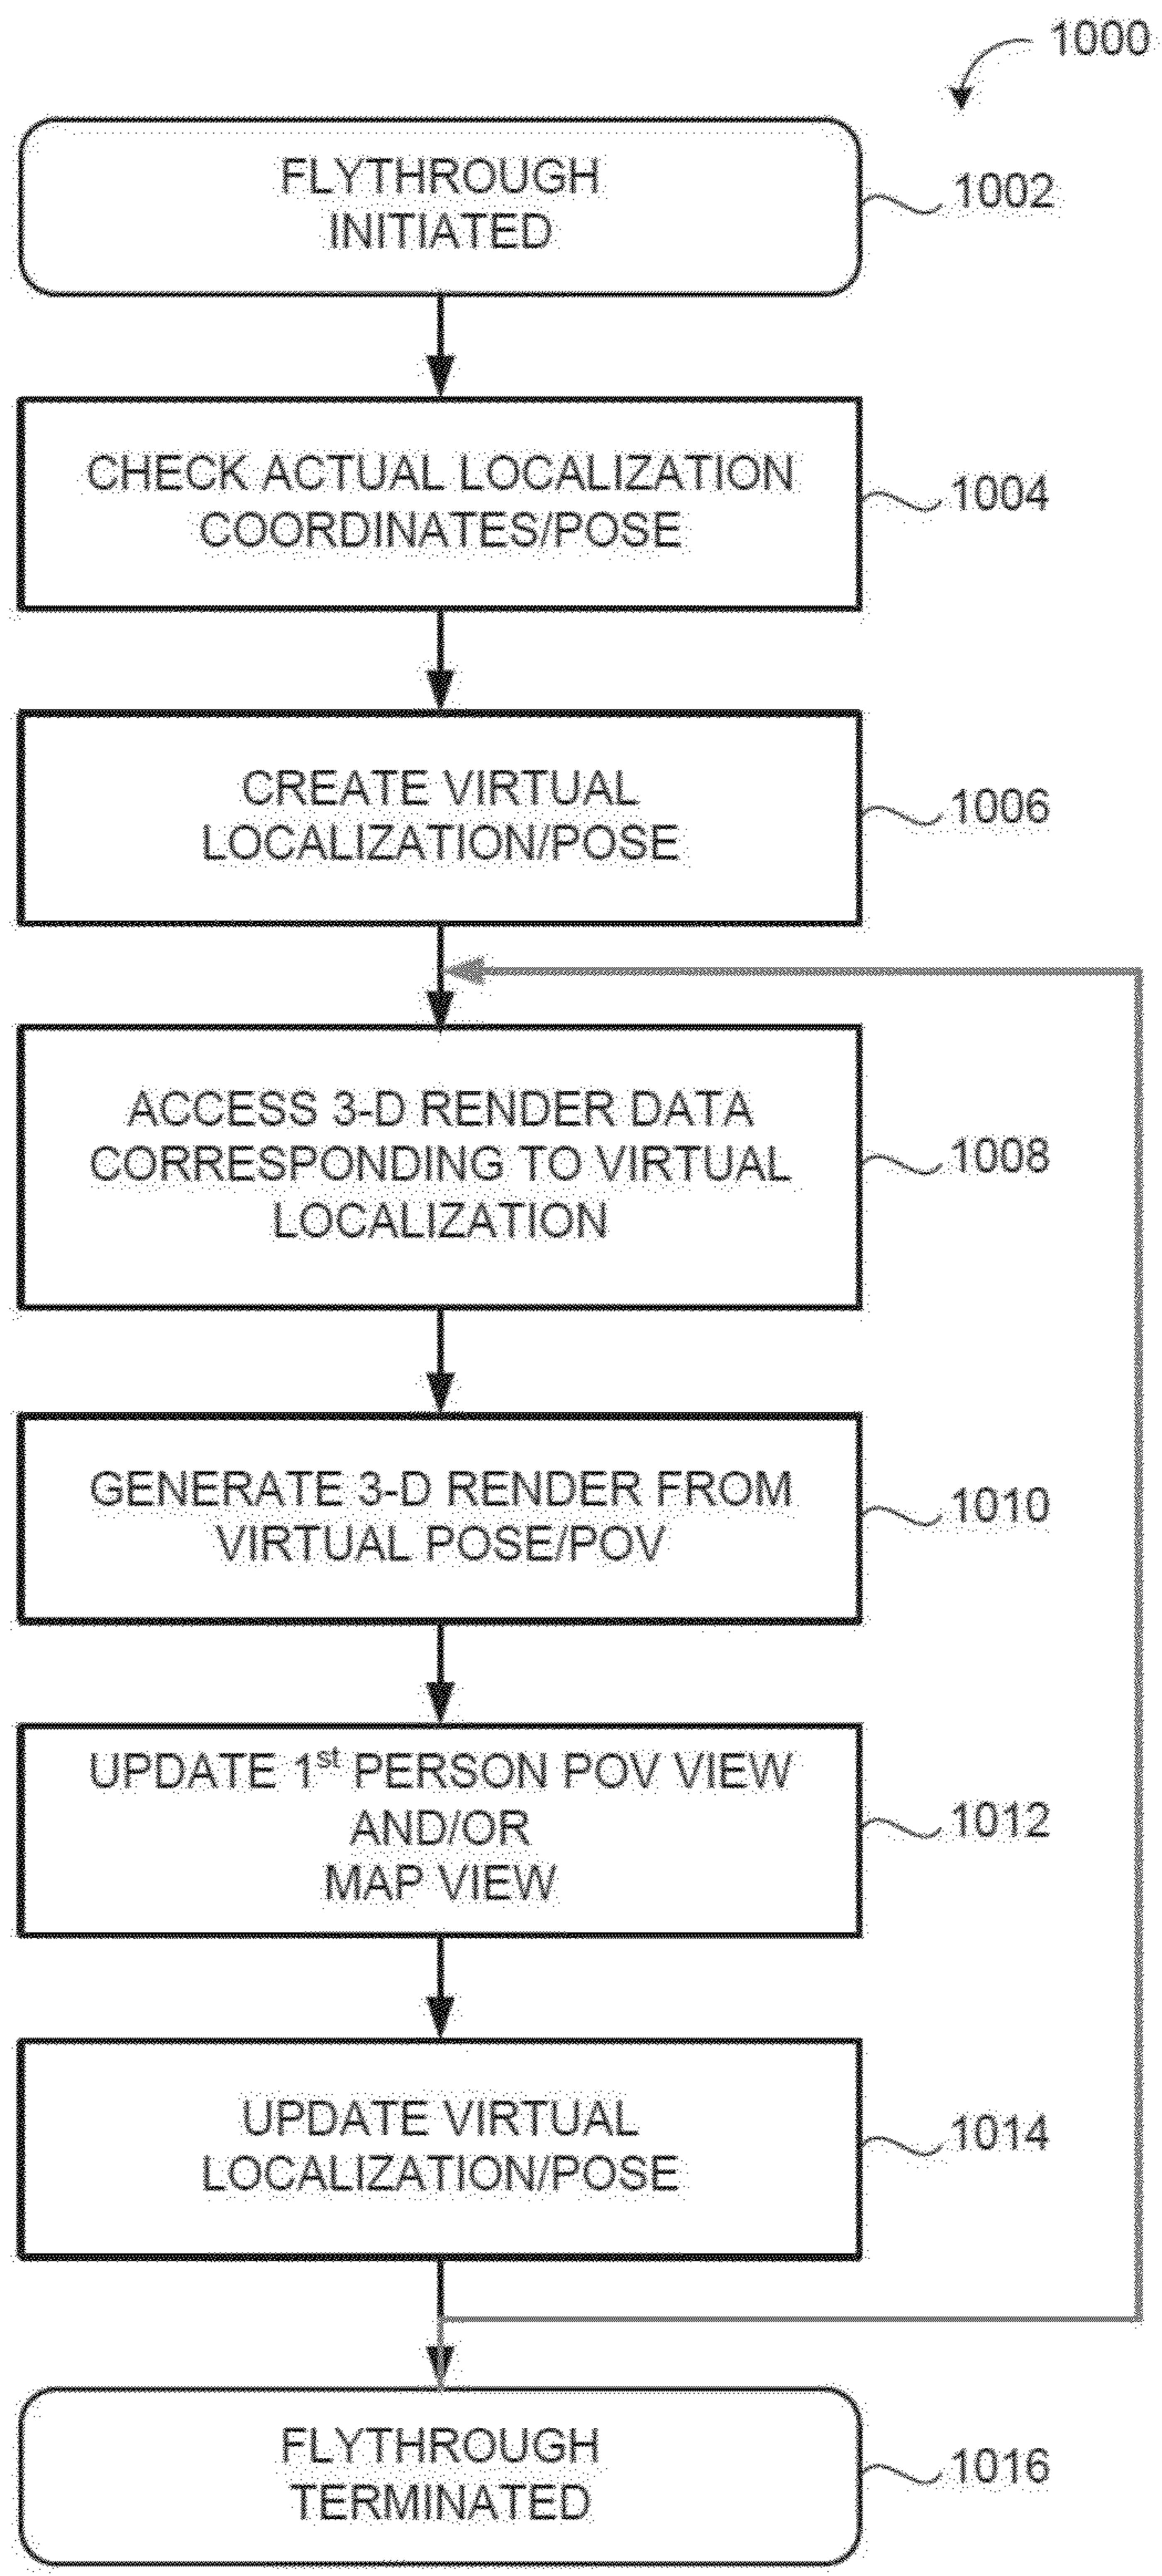 1000
FLYTHROUGH
INITIATED
1002
CHECK ACTUAL LOCALIZATION
COORDINATES/POSE
1004
CREATE VIRTUAL
LOCALIZATION/POSE
1006
ACCESS 3-D RENDER DATA
CORRESPONDING TO VIRTUAL
LOCALIZATION
1008
GENERATE 3-D RENDER FROM
VIRTUAL POSE/POV
1010
UPDATE 1st PERSON POV VIEW
AND/OR
MAP VIEW
1012
UPDATE VIRTUAL
LOCALIZATION/POSE
1014
FLYTHROUGH
TERMINATED
1016